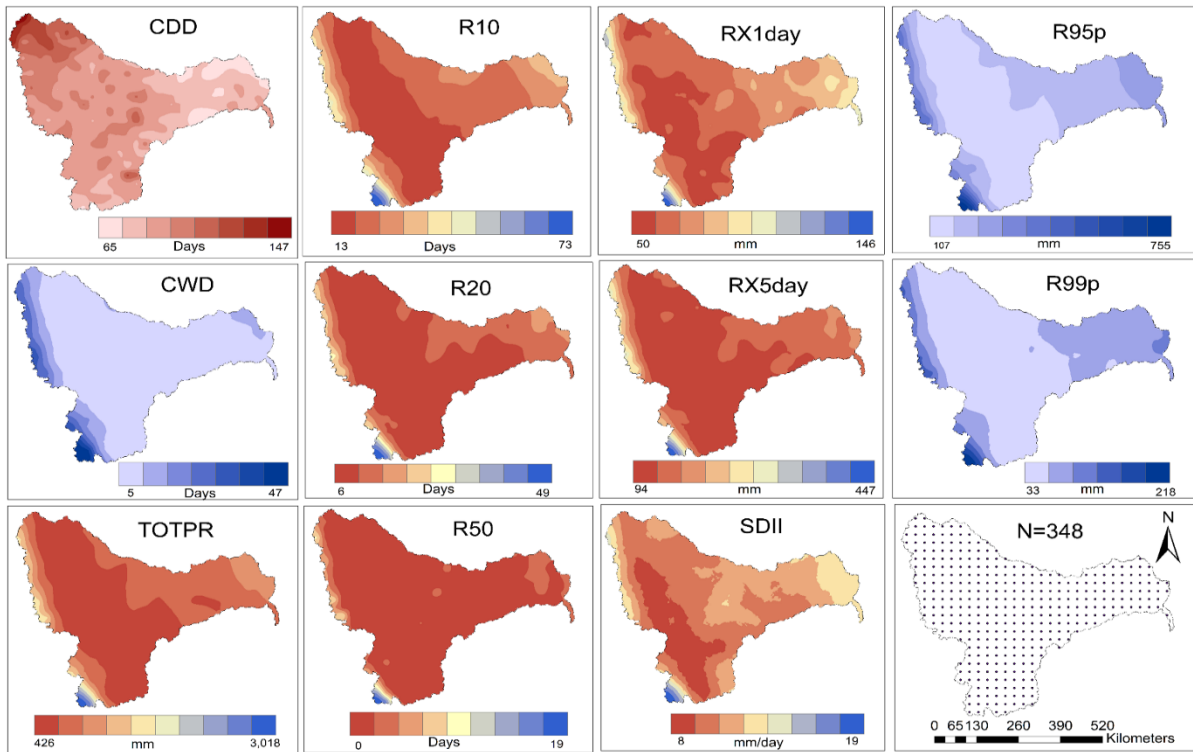 CDD
65 Days 147
R10
13 Days 73
RX1day
50 mm 146
R95p
107 mm 755
CWD
5 Days 47
R20
6 Days 49
RX5day
94 mm 447
R99p
33 mm 218
TOTPR
426 mm 3,018
R50
0 Days 19
SDII
8 mm/day 19
N=348
N
0 65 130 260 390 520
Kilometers